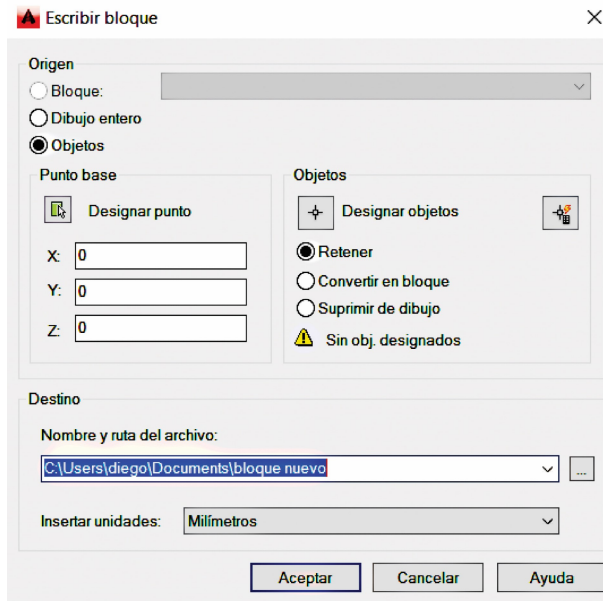 Escribir bloque
Origen
Bloque:
Dibujo entero
Objetos
Punto base
Designar punto
X: 0
Y: 0
Z: 0
Objetos
Designar objetos
Retener
Convertir en bloque
Suprimir de dibujo
Sin obj. designados
Destino
Nombre y ruta del archivo:
C:\Users\diego\Documents\bloque nuevo
...
Insertar unidades: Milímetros
Aceptar Cancelar Ayuda